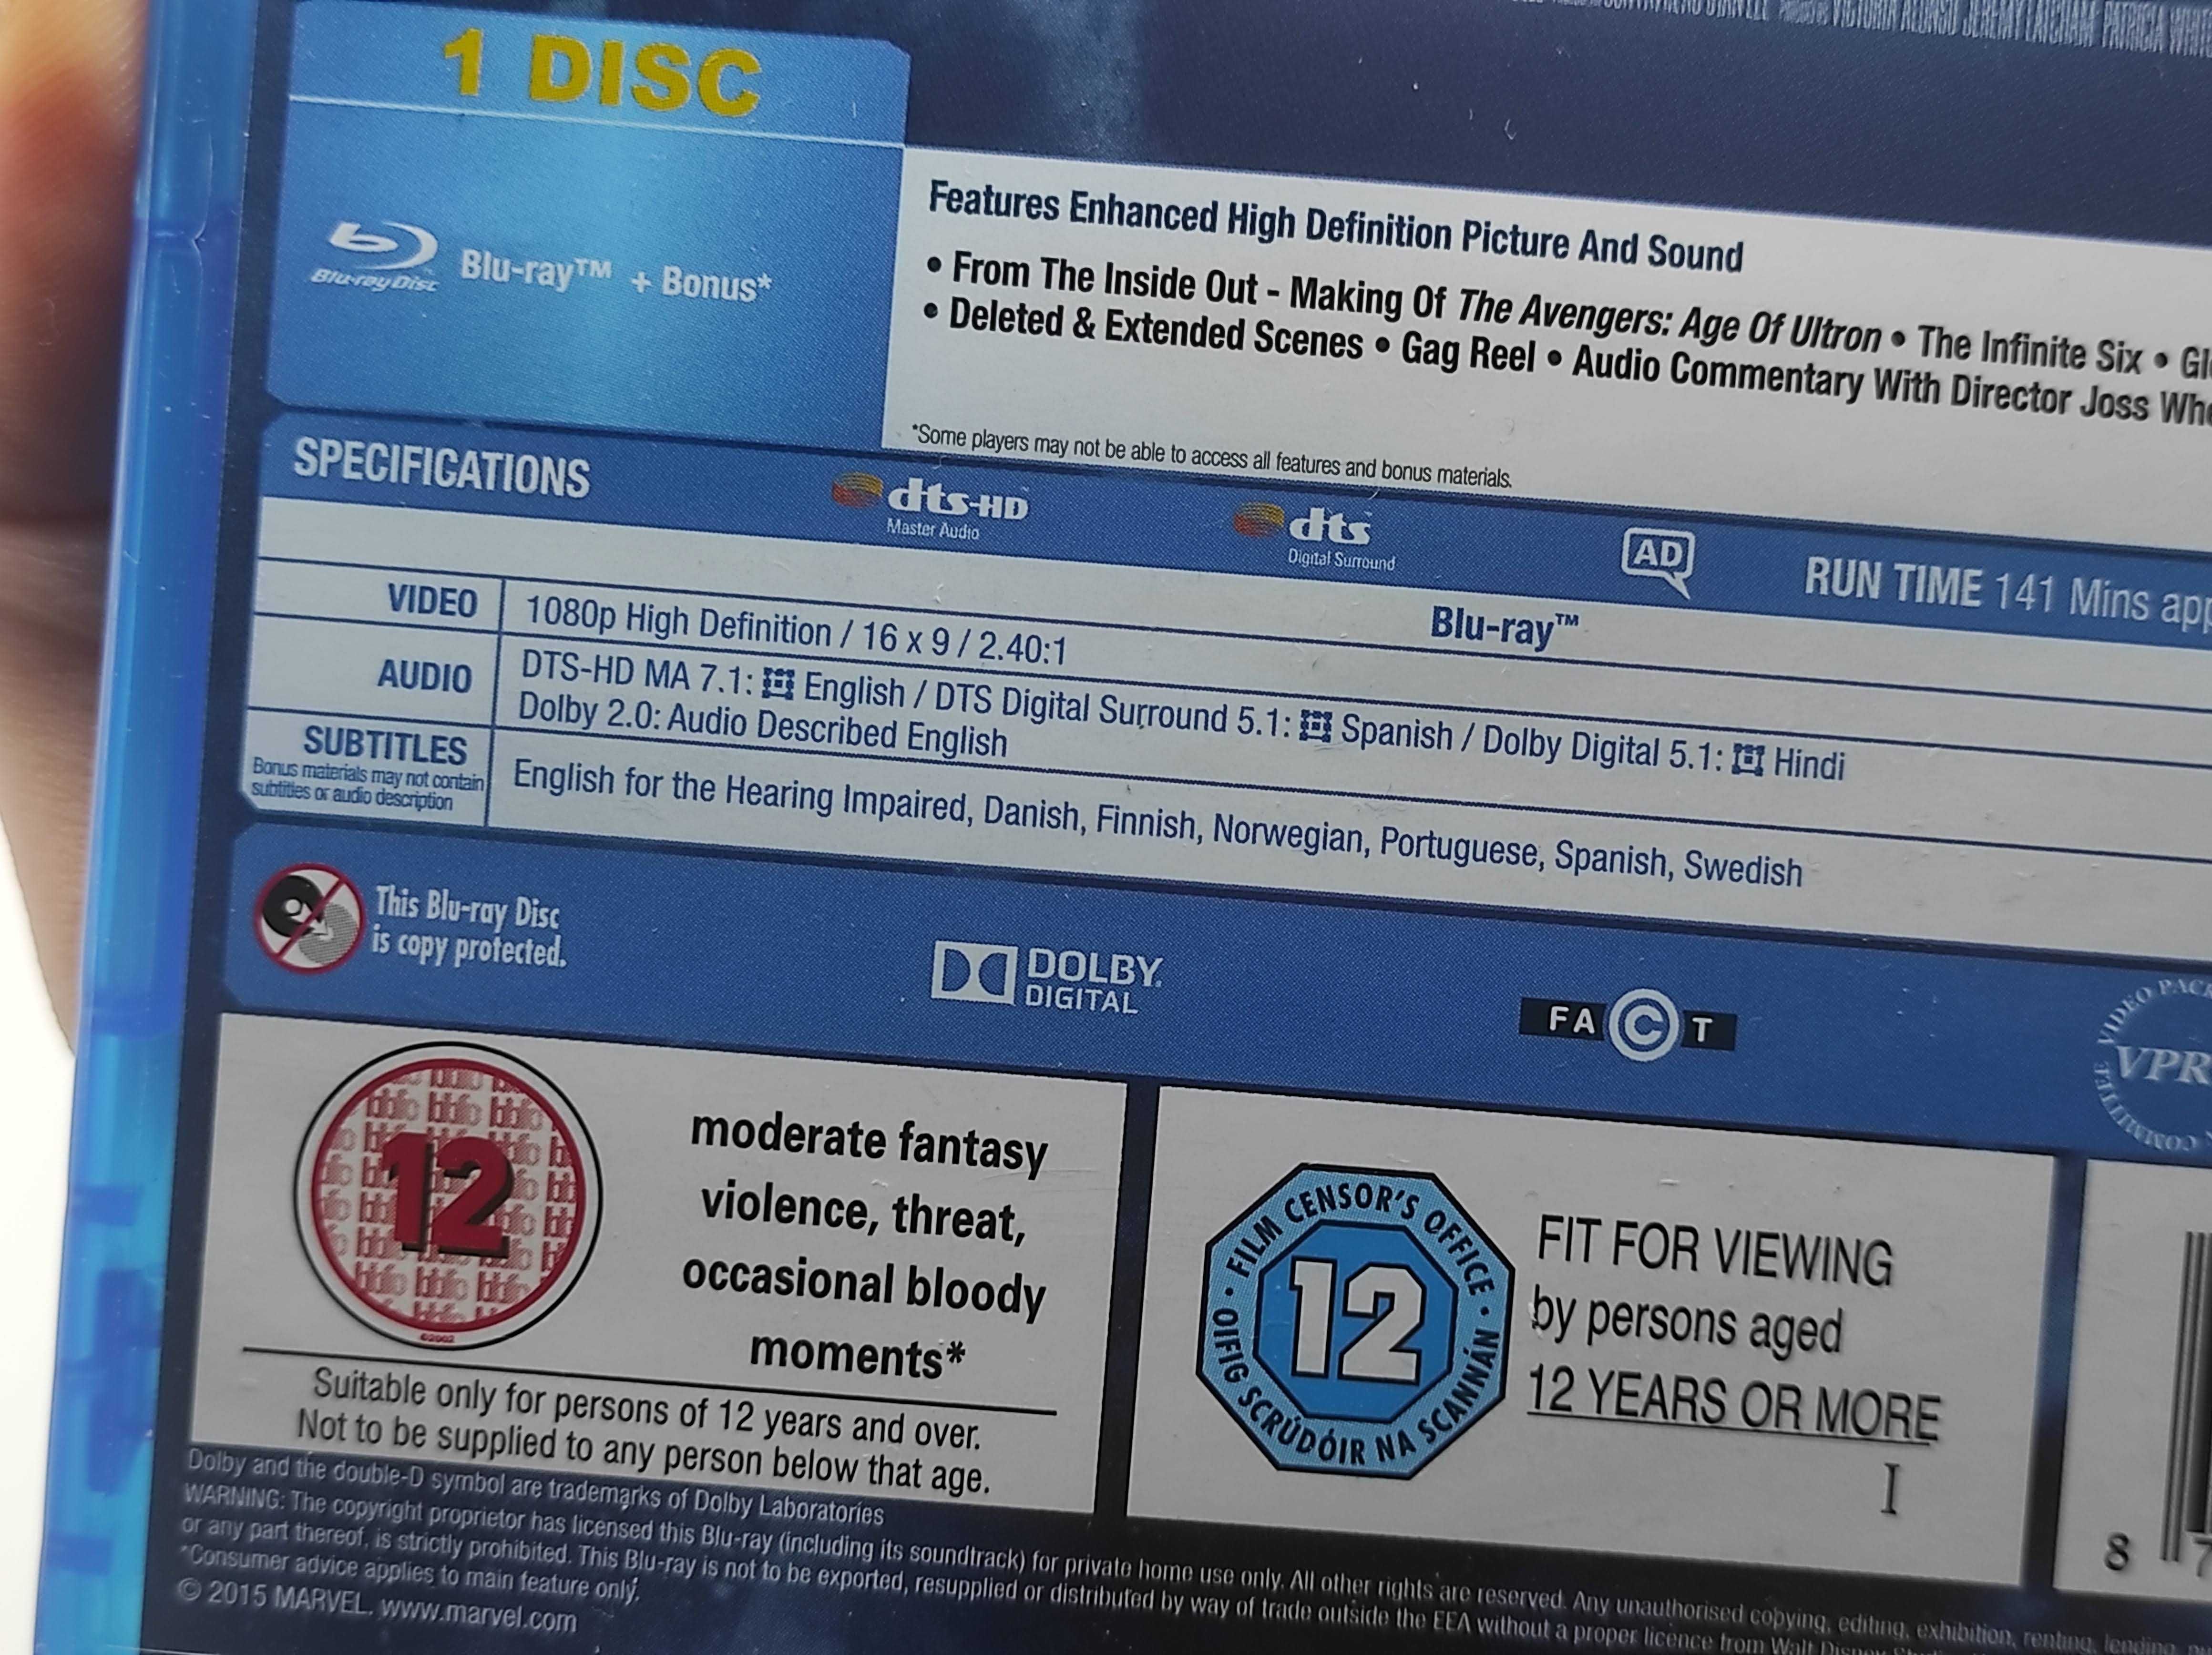 1 DISC
Blu-ray Disc
Blu-ray™ + Bonus*
Features Enhanced High Definition Picture And Sound
• From The Inside Out - Making Of The Avengers: Age Of Ultron • The Infinite Six •
• Deleted & Extended Scenes • Gag Reel • Audio Commentary With Director Joss
*Some players may not be able to access all features and bonus materials.
SPECIFICATIONS
dts-HD
Master Audio
dts
Digital Surround
AD
RUN TIME 141 Mins
Blu-ray™
VIDEO
1080p High Definition / 16 x 9 / 2.40:1
AUDIO
DTS-HD MA 7.1: English / DTS Digital Surround 5.1: Spanish / Dolby Digital 5.1: Hindi
Dolby 2.0: Audio Described English
SUBTITLES
Bonus materials may not contain
subtitles or audio description
English for the Hearing Impaired, Danish, Finnish, Norwegian, Portuguese, Spanish, Swedish
This Blu-ray Disc
is copy protected.
DOLBY
DIGITAL
FACT
VIDEO
12
moderate fantasy
violence, threat,
occasional bloody
moments*
Suitable only for persons of 12 years and over.
Not to be supplied to any person below that age.
FILM CENSOR'S OFFICE
12
OIFIG SCRÚDÓIR NA SCANNÁN
FIT FOR VIEWING
by persons aged
12 YEARS OR MORE
I
8
Dolby and the double-D symbol are trademarks of Dolby Laboratories
WARNING: The copyright proprietor has licensed this Blu-ray (including its soundtrack) for private home use only. All other rights are reserved. Any unauthorised copying, editing, exhibition, renting, lending,
or any part thereof, is strictly prohibited. This Blu-ray is not to be exported, resupplied or distributed by way of trade outside the EEA without a proper licence from Walt
*Consumer advice applies to main feature only.
© 2015 MARVEL. www.marvel.com